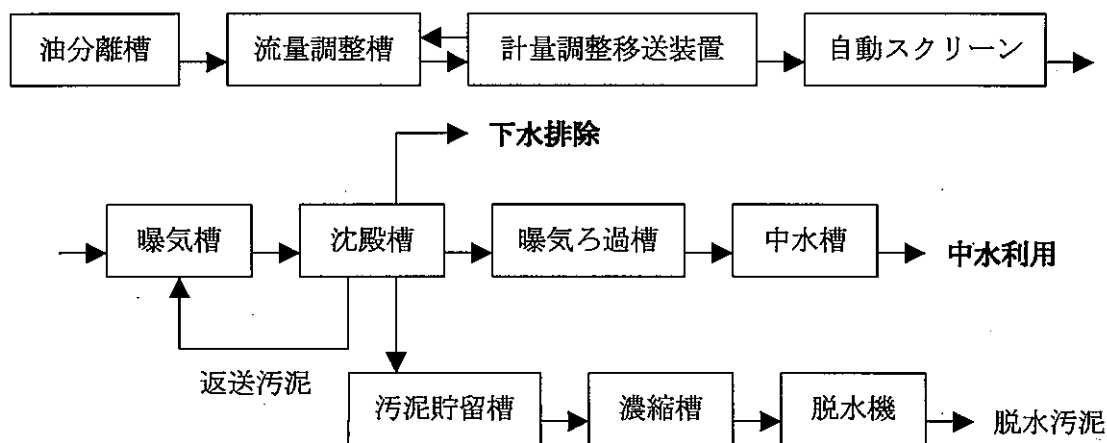 油分離槽 流量調整槽 計量調整移送装置 自動スクリーン
下水排除
曝気槽 沈殿槽 曝気ろ過槽 中水槽 中水利用
返送汚泥
汚泥貯留槽 濃縮槽 脱水機 脱水汚泥